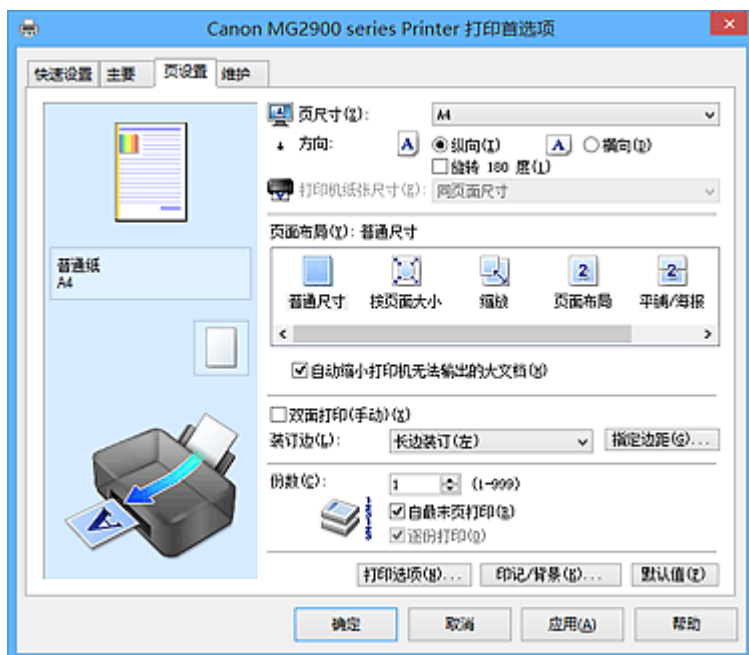 Canon MG2900 series Printer 打印首选项
快速设置 主要 页设置 维护
页尺寸(Z): A4
方向: A 纵向(I) A 横向(D)
旋转 180 度(L)
打印机纸张尺寸(E): 同页面尺寸
页面布局(Y): 普通尺寸
普通纸
A4
普通尺寸 按页面大小 缩放 页面布局 平铺/海报
自动缩小打印机无法输出的大文档(N)
双面打印(手动)(X)
装订边(L): 长边装订(左) 指定边距(G)...
份数(C): 1 (1-999)
自最末页打印(R)
逐份打印(O)
打印选项(H)... 印记/背景(K)... 默认值(F)
确定 取消 应用(A) 帮助